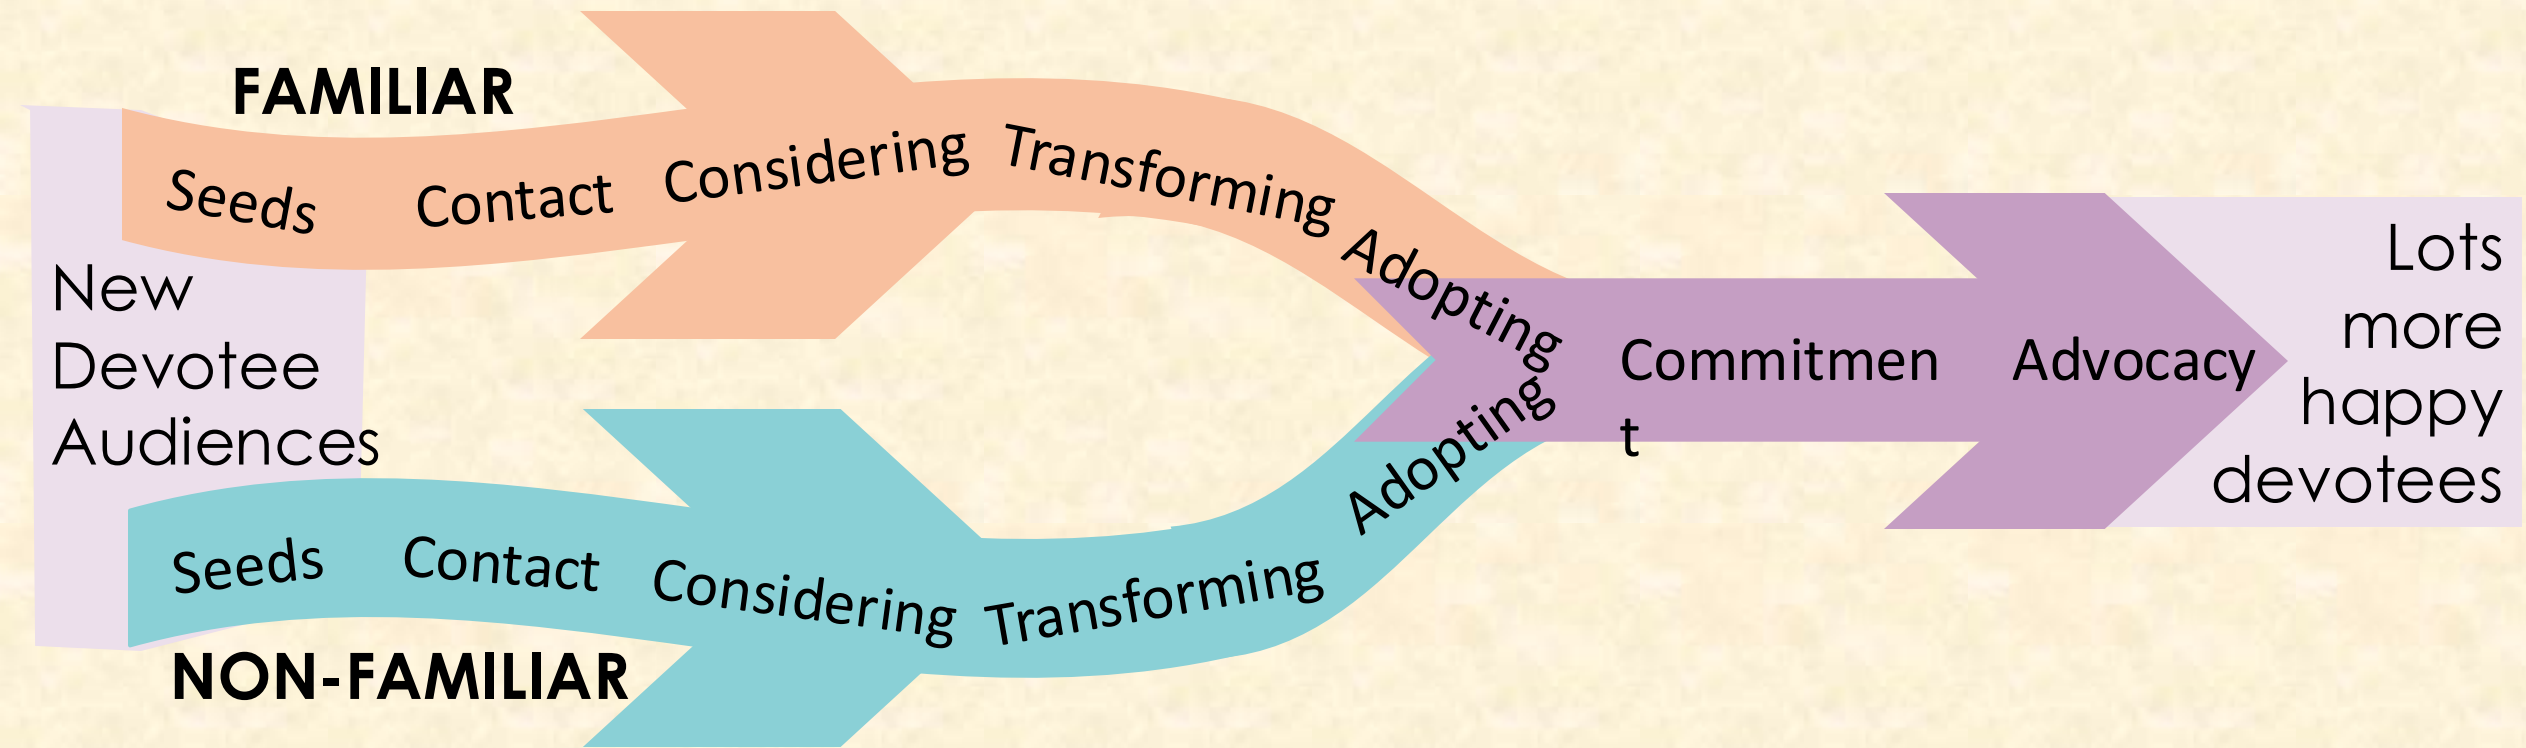 FAMILIAR
Seeds
Contact
Considering
Transforming
Adopting
New
Devotee
Audiences
Seeds
Contact
Considering
Transforming
Adopting
NON-FAMILIAR
Commitmen
t
Advocacy
Lots
more
happy
devotees